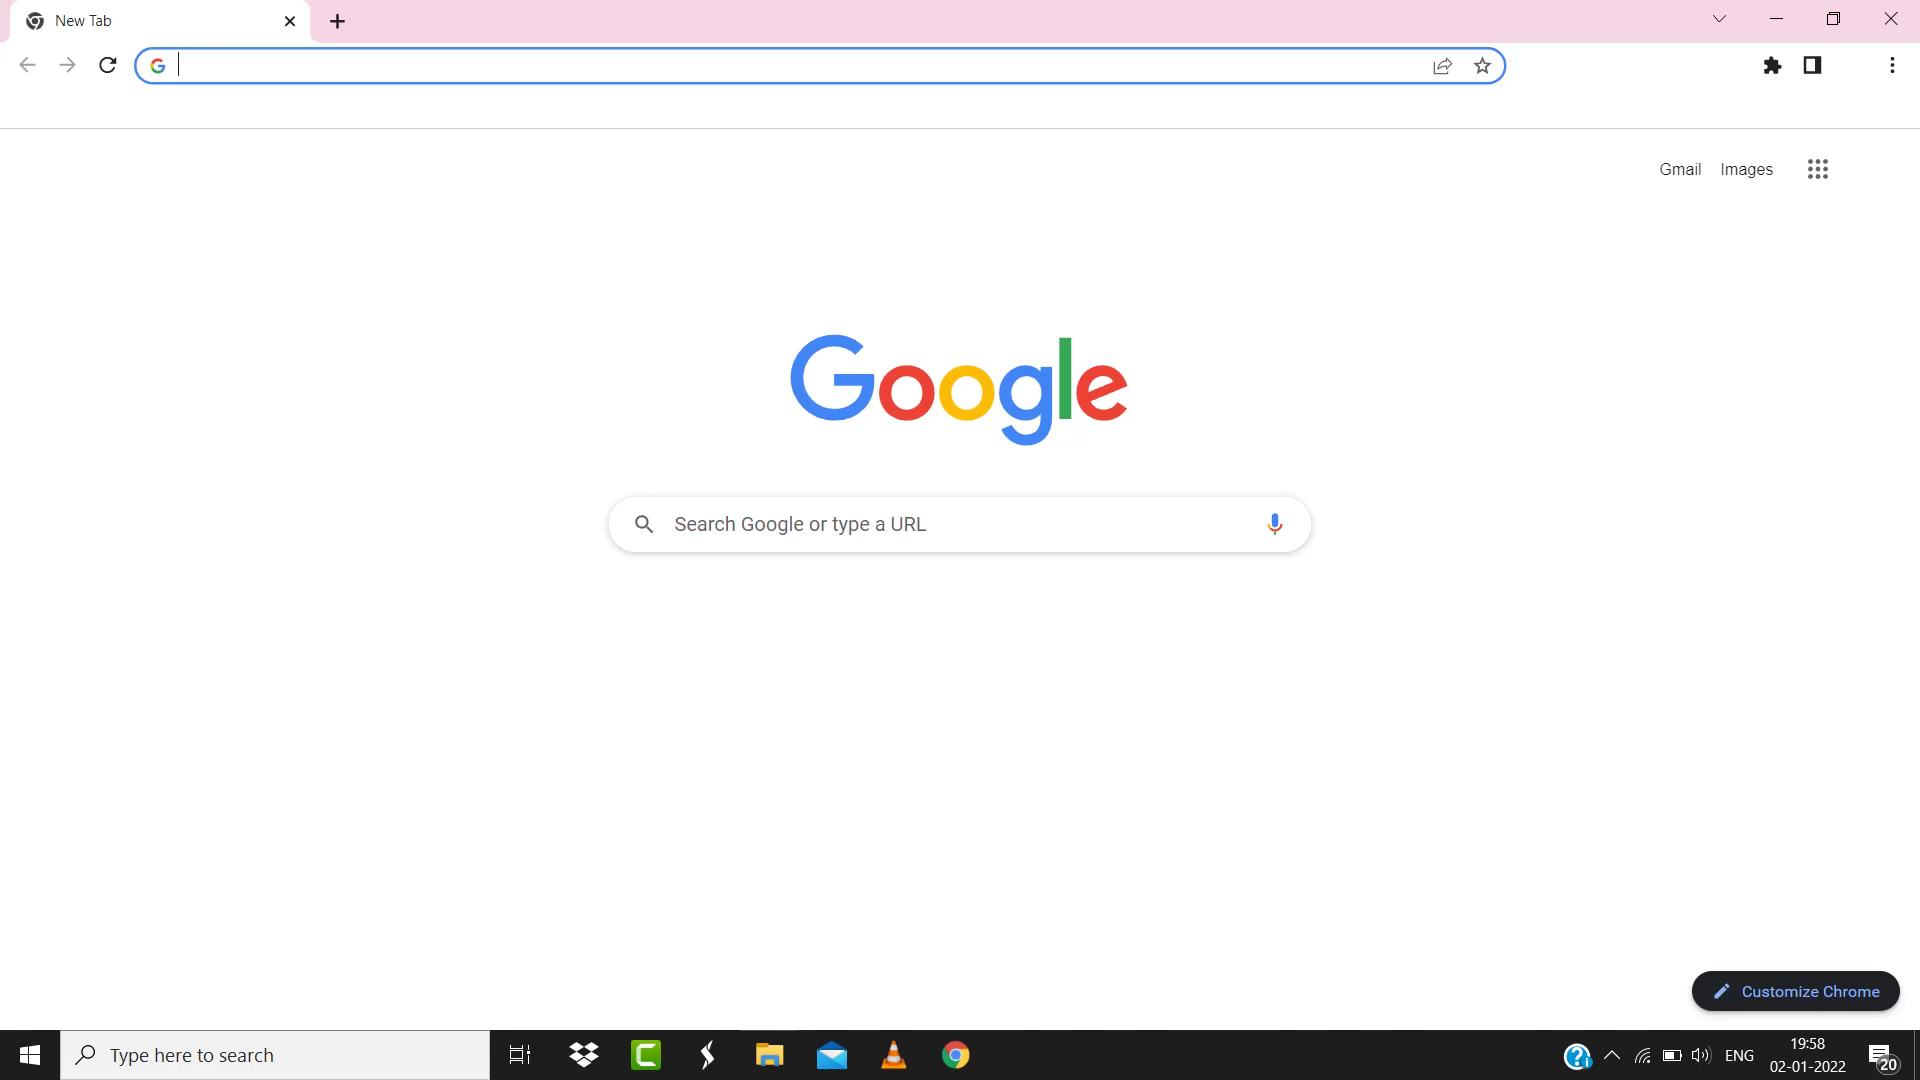 New Tab
Gmail Images
Google
Search Google or type a URL
Customize Chrome
Type here to search
ENG
19:58
02-01-2022
20